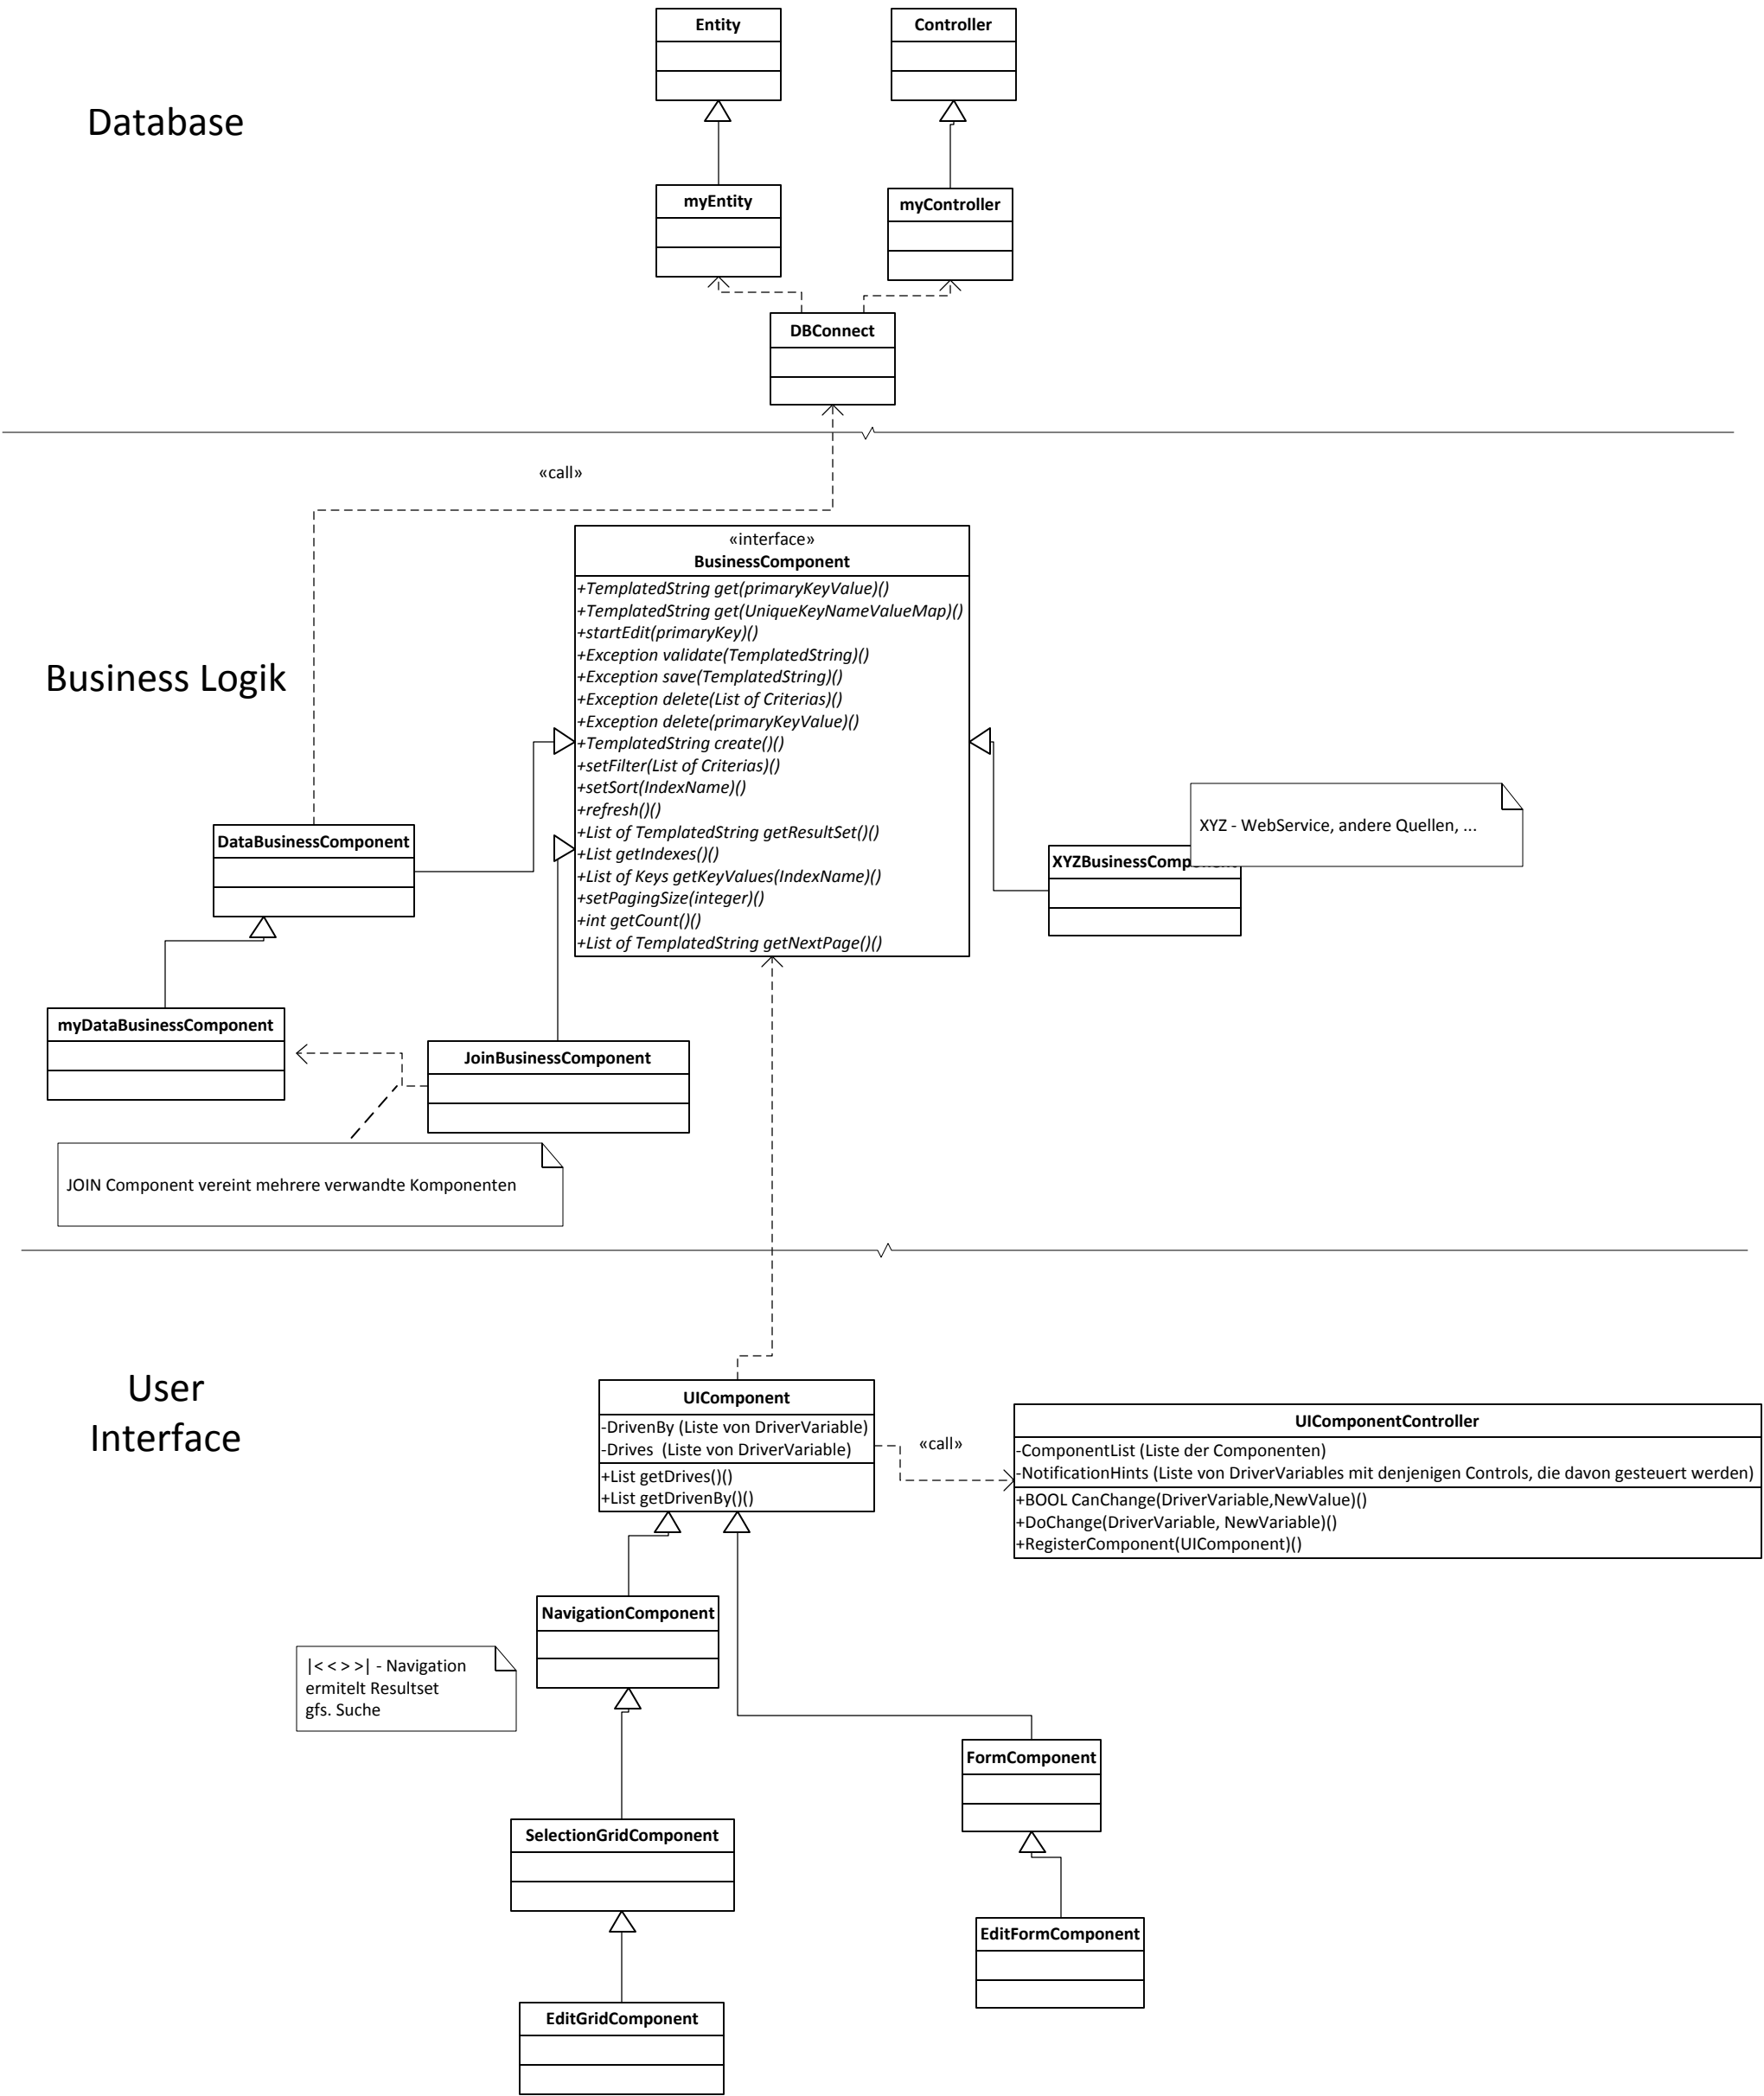 Entity
Controller
Database
myEntity
myController
DBConnect
«call»
«interface»
BusinessComponent
+TemplatedString get(primaryKeyValue)()
+TemplatedString get(UniqueKeyNameValueMap)()
+startEdit(primaryKey)()
+Exception validate(TemplatedString)()
+Exception save(TemplatedString)()
+Exception delete(List of Criterias)()
+Exception delete(primaryKeyValue)()
+TemplatedString create()()
+setFilter(List of Criterias)()
+setSort(IndexName)()
+refresh()()
+List of TemplatedString getResultSet()()
+List getIndexes()()
+List of Keys getKeyValues(IndexName)()
+setPagingSize(integer)()
+int getCount()()
+List of TemplatedString getNextPage()()
Business Logik
DataBusinessComponent
XYZ - WebService, andere Quellen, ...
XYZBusinessComponent
myDataBusinessComponent
JoinBusinessComponent
JOIN Component vereint mehrere verwandte Komponenten
User
Interface
UIComponent
-DrivenBy (Liste von DriverVariable)
-Drives (Liste von DriverVariable)
+List getDrives()()
+List getDrivenBy()()
«call»
UIComponentController
-ComponentList (Liste der Componenten)
-NotificationHints (Liste von DriverVariables mit denjenigen Controls, die davon gesteuert werden)
+BOOL CanChange(DriverVariable,NewValue)()
+DoChange(DriverVariable, NewVariable)()
+RegisterComponent(UIComponent)()
NavigationComponent
|< < > >| - Navigation
ermitelt Resultset
gfs. Suche
FormComponent
SelectionGridComponent
EditFormComponent
EditGridComponent